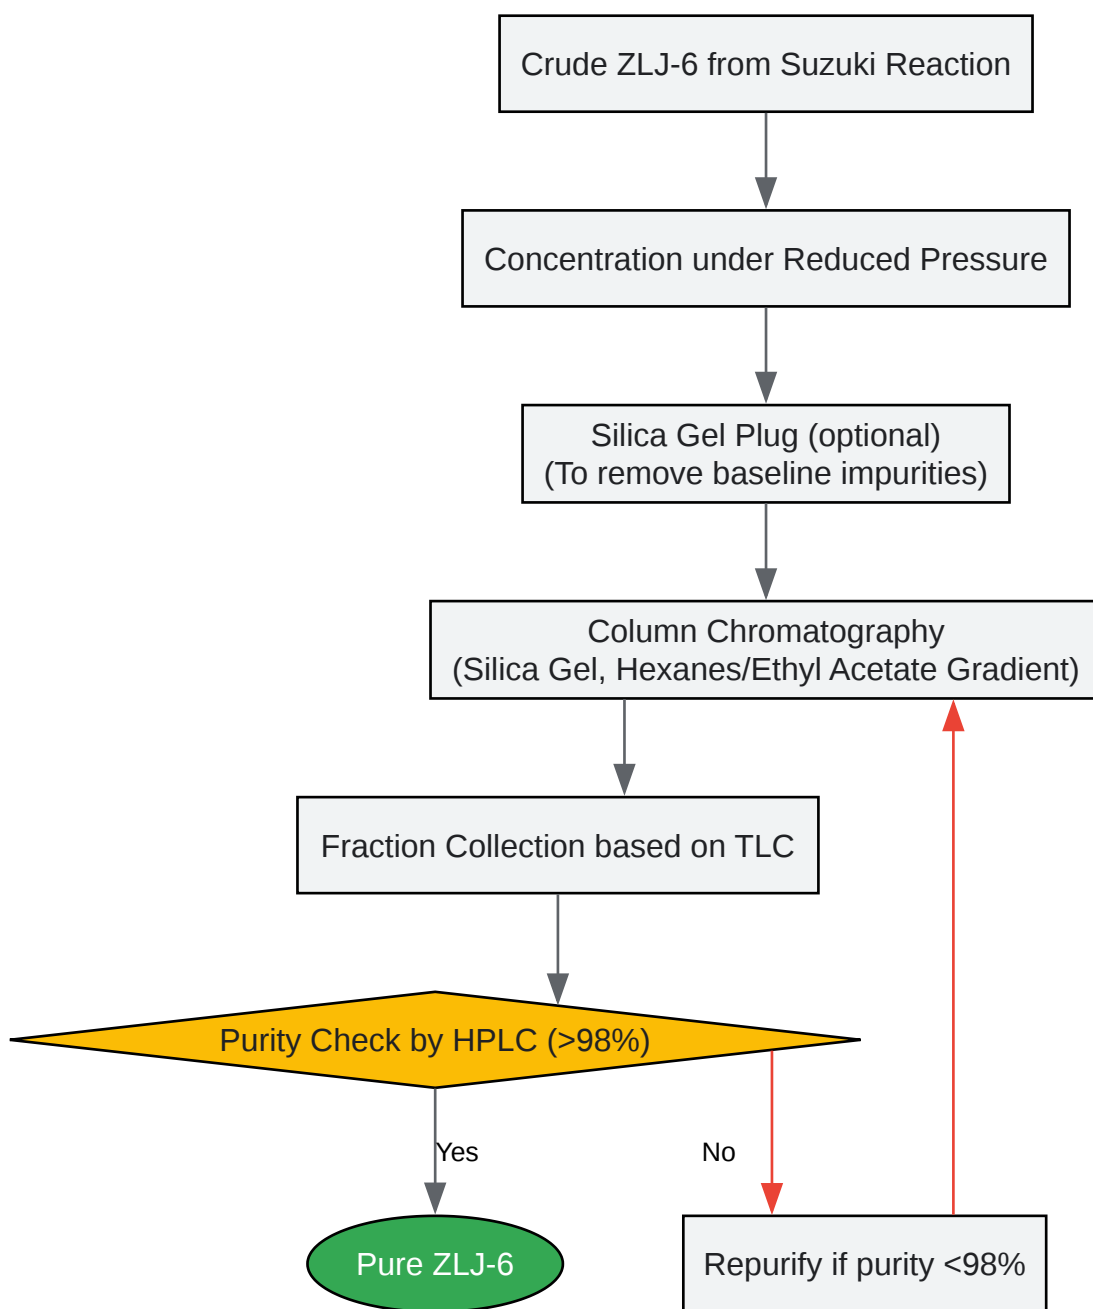 Crude ZLJ-6 from Suzuki Reaction
Concentration under Reduced Pressure
Silica Gel Plug (optional)
(To remove baseline impurities)
Column Chromatography
(Silica Gel, Hexanes/Ethyl Acetate Gradient)
Fraction Collection based on TLC
Purity Check by HPLC (>98%)
Yes
No
Pure ZLJ-6
Repurify if purity <98%